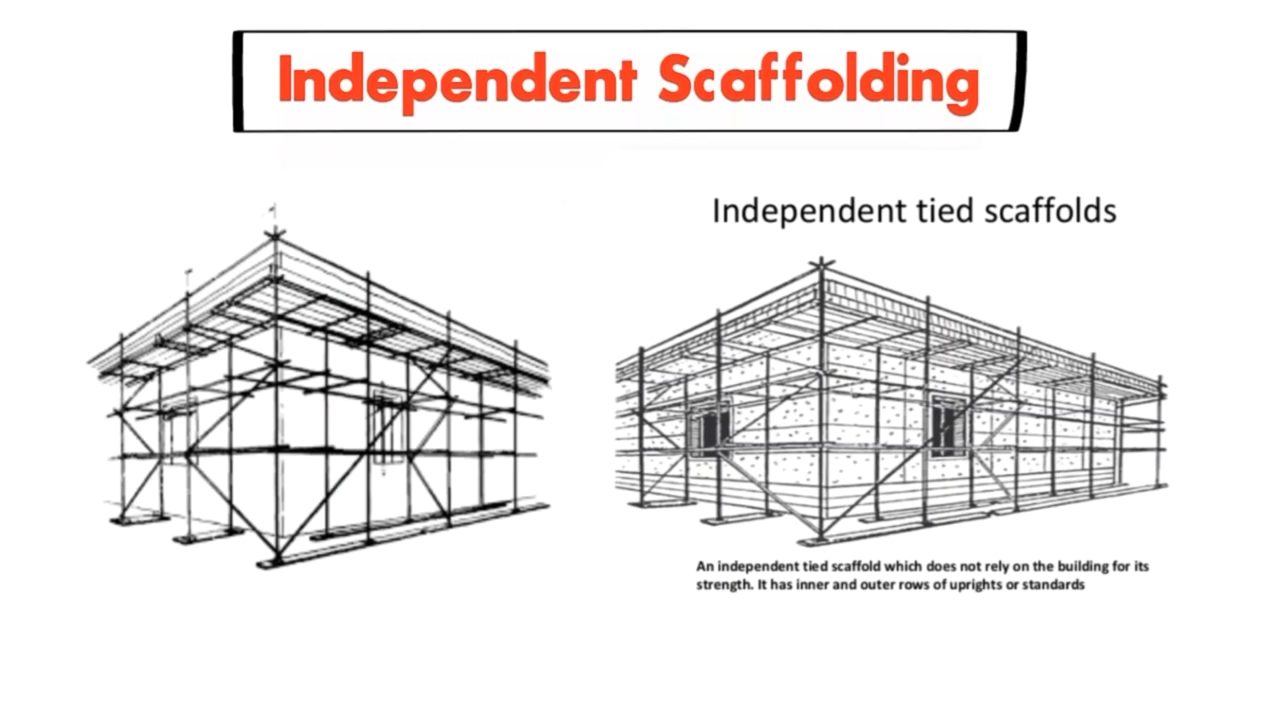 Independent Scaffolding
Independent tied scaffolds
An independent tied scaffold which does not rely on the building for its
strength. It has inner and outer rows of uprights or standards